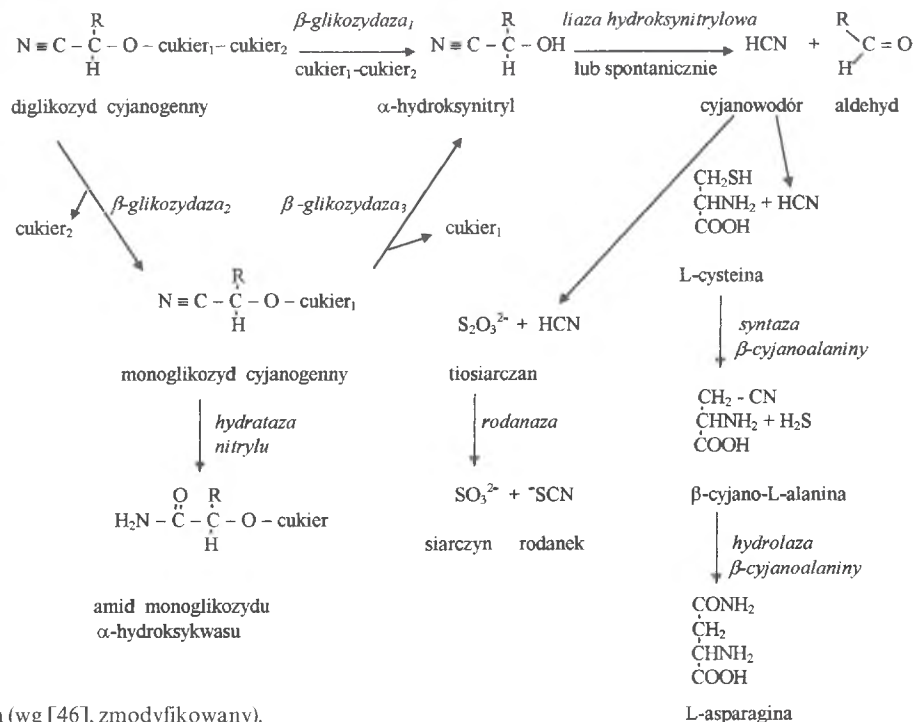 R
N ≡ C – C – O – cukier₁– cukier₂
H
diglikozyd cyjanogenny
β-glikozydaza₁
cukier₁-cukier₂
R
N ≡ C – C – OH
H
α-hydroksynitryl
liaza hydroksynitrylowa
lub spontanicznie
HCN +
R
C = O
H
cyjanowodór aldehyd
β-glikozydaza₂
cukier₂
β-glikozydaza₃
cukier₁
R
N ≡ C – C – O – cukier₁
H
monoglikozyd cyjanogenny
hydrataza
nitrylu
O R
H₂N – C – C – O – cukier
H
amid monoglikozydu
α-hydroksykwasu
S₂O₃²⁻ + HCN
tiosiarczan
rodanaza
SO₃²⁻ + ⁻SCN
siarczyn rodanek
CH₂SH
CHNH₂ + HCN
COOH
L-cysteina
syntaza
β-cyjanoalaniny
CH₂ - CN
CHNH₂ + H₂S
COOH
β-cyjano-L-alanina
hydrolaza
β-cyjanoalaniny
CONH₂
CH₂
CHNH₂
COOH
L-asparagina
(wg [46], zmodyfikowany).